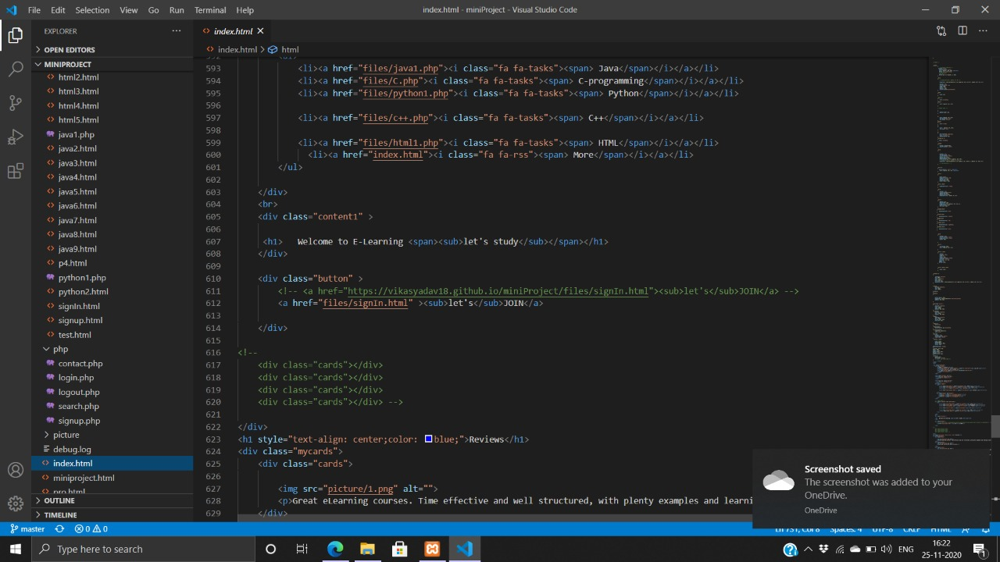 File Edit Selection View Go Run Terminal Help
index.html - miniProject - Visual Studio Code
EXPLORER
OPEN EDITORS
MINIPROJECT
html2.html
html3.html
html4.html
html5.html
java1.php
java2.html
java3.html
java4.html
java5.html
java6.html
java7.html
java8.html
java9.html
p4.html
python1.php
python2.html
signIn.html
signup.html
test.html
php
contact.php
login.php
logout.php
search.php
signup.php
picture
debug.log
index.html
miniproject.html
pro.html
OUTLINE
TIMELINE
index.html
index.html > html
593 <li><a href="files/java1.php"><i class="fa fa-tasks"><span> Java</span></i></a></li>
594 <li><a href="files/c.php"><i class="fa fa-tasks"><span> C-programming</span></i></a></li>
595 <li><a href="files/python1.php"><i class="fa fa-tasks"><span> Python</span></i></a></li>
596
597 <li><a href="files/cp.php"><i class="fa fa-tasks"><span> C++</span></i></a></li>
598
599 <li><a href="files/html1.php"><i class="fa fa-tasks"><span> HTML</span></i></a></li>
600 <li><a href="index.html"><i class="fa fa-rss"><span> More </span></i></a></li>
601 </ul>
602
603 </div>
604 <br>
605 <div class="content1" >
606
607 <h1> Welcome to E-Learning <span><sub>let's study</sub></span></h1>
608 </div>
609
610 <div class="button" >
611 <!-- <a href="https://vikasyadav18.github.io/miniProject/files/signIn.html"><sub>let's</sub>JOIN</a> -->
612 <a href="files/signIn.html" ><sub>let's</sub>JOIN</a>
613
614 </div>
615
616 <!--
617 <div class="cards"></div>
618 <div class="cards"></div>
619 <div class="cards"></div>
620 <div class="cards"></div>
621 -->
622 </div>
623 <h1 style="text-align: center;color: blue;">Reviews</h1>
624 <div class="mycard">
625 <div class="cards">
626
627 <img src="picture/1.png" alt="">
628 <p>Great eLearning courses. Time effective and well structured, with plenty examples and learni
629 </div>
Screenshot saved
The screenshot was added to your
OneDrive.
OneDrive
master 0 0
Ln 731, Col 8 Spaces: 4 UTF-8 CRLF HTML
Type here to search
ENG
16:22
25-11-2020
1